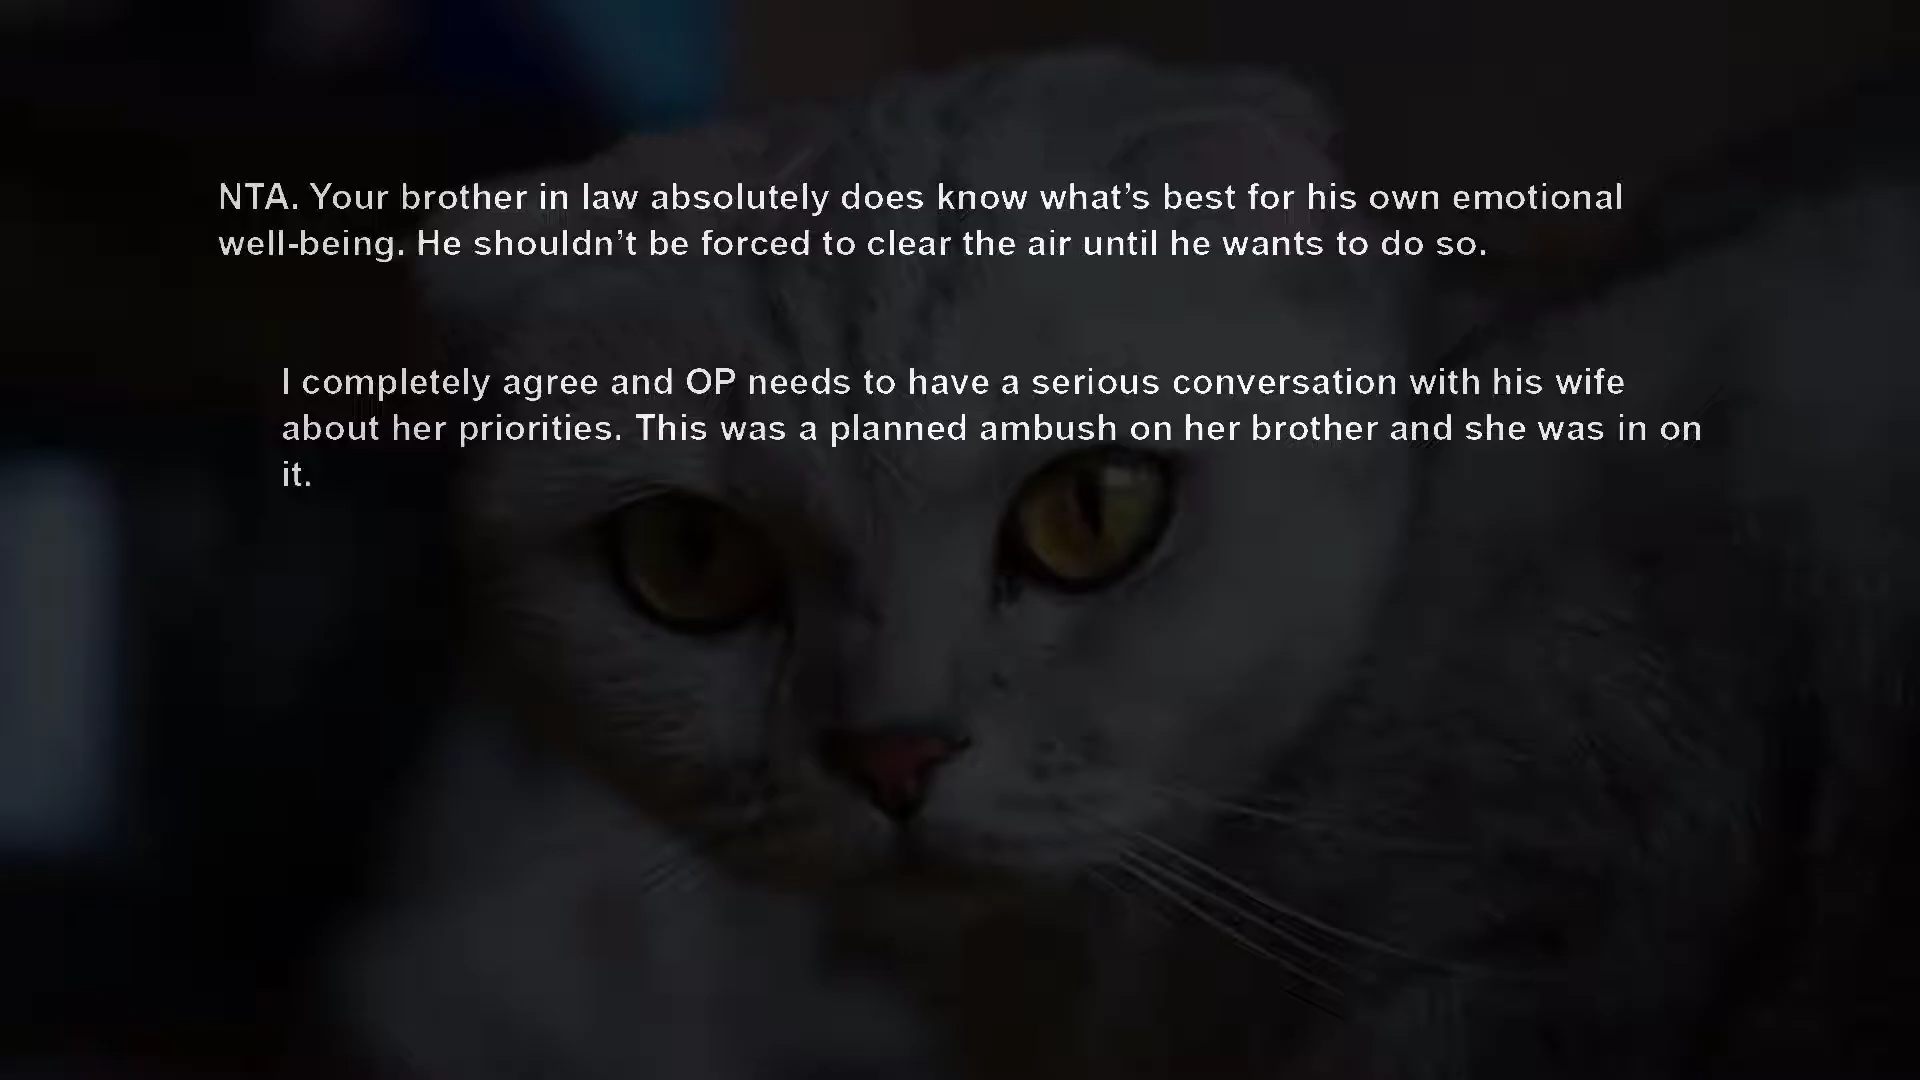 NTA. Your brother in law absolutely does know what’s best for his own emotional
well-being. He shouldn’t be forced to clear the air until he wants to do so.
I completely agree and OP needs to have a serious conversation with his wife
about her priorities. This was a planned ambush on her brother and she was in on
it.